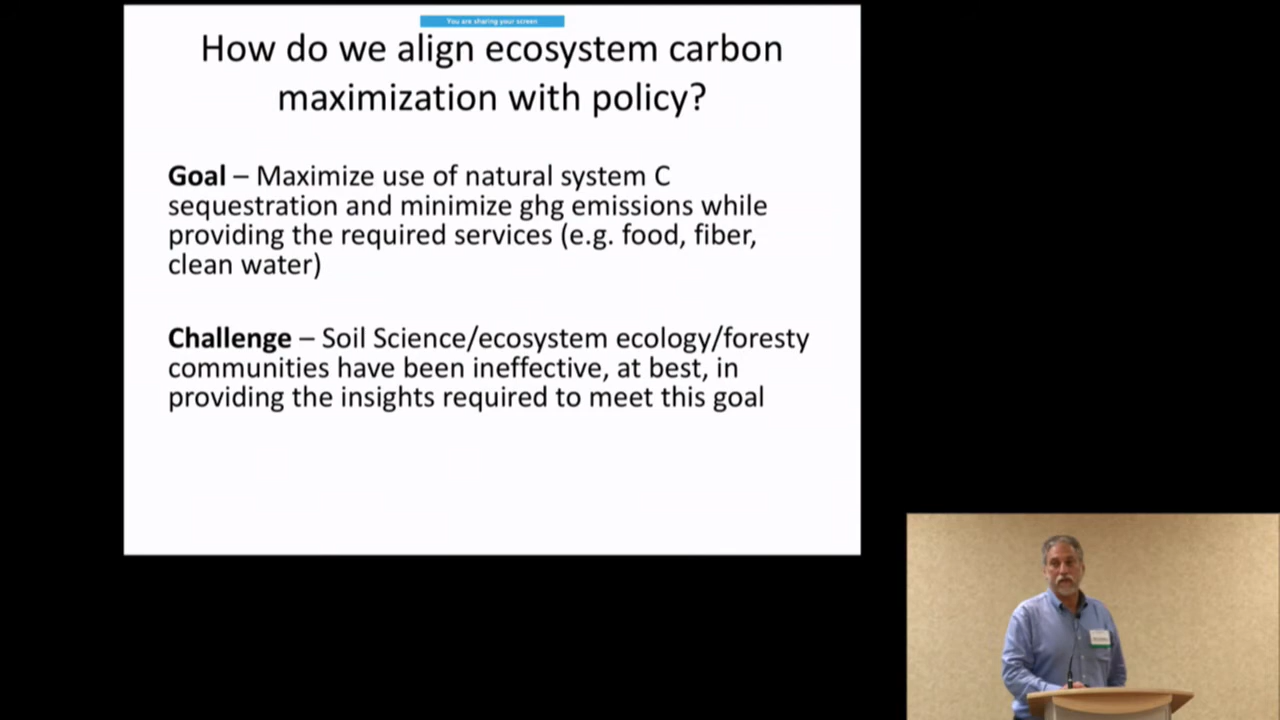 You are sharing your screen
How do we align ecosystem carbon
maximization with policy?
Goal – Maximize use of natural system C
sequestration and minimize ghg emissions while
providing the required services (e.g. food, fiber,
clean water)
Challenge – Soil Science/ecosystem ecology/foresty
communities have been ineffective, at best, in
providing the insights required to meet this goal